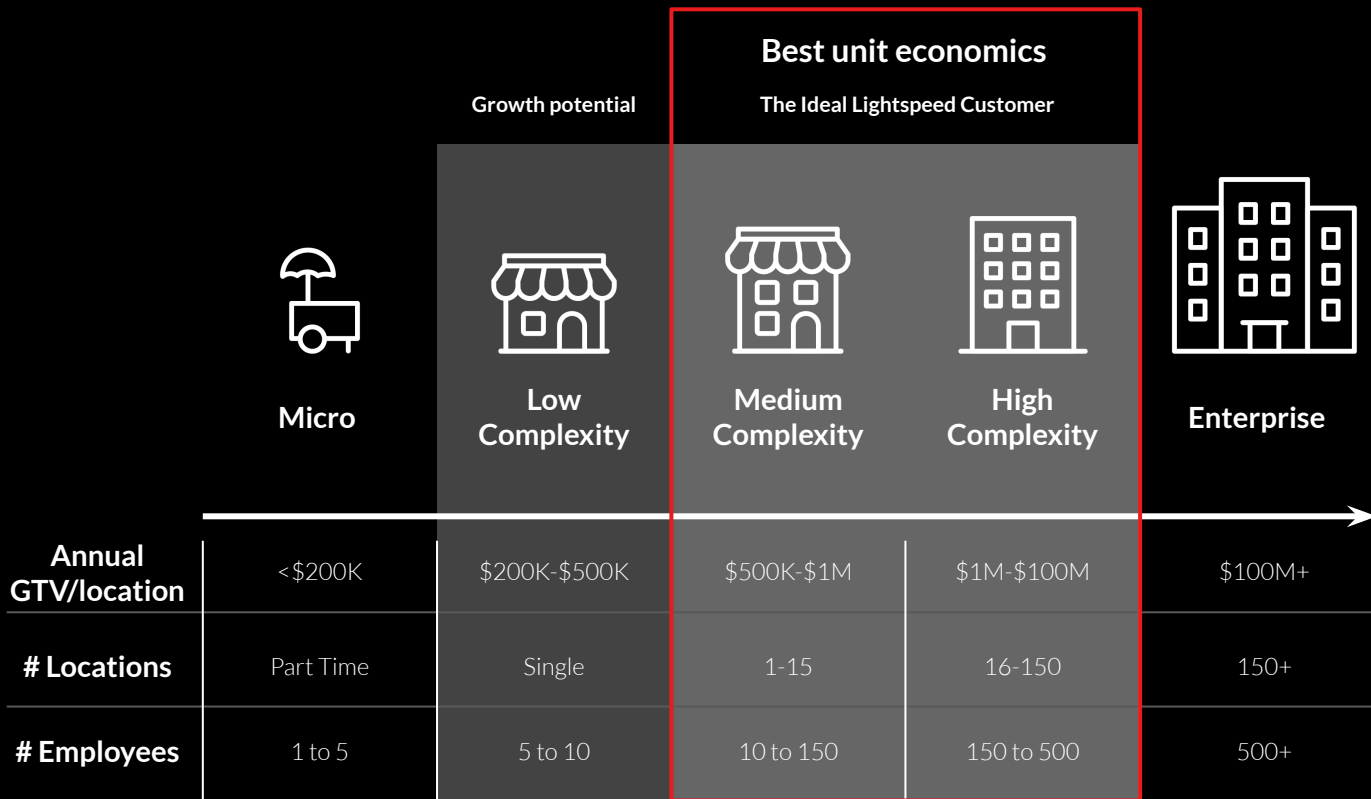 Best unit economics
Growth potential
The Ideal Lightspeed Customer
Micro
Low
Complexity
Medium
Complexity
High
Complexity
Enterprise
Annual
GTV/location
<$200K
$200K-$500K
$500K-$1M
$1M-$100M
$100M+
# Locations
Part Time
Single
1-15
16-150
150+
# Employees
1 to 5
5 to 10
10 to 150
150 to 500
500+